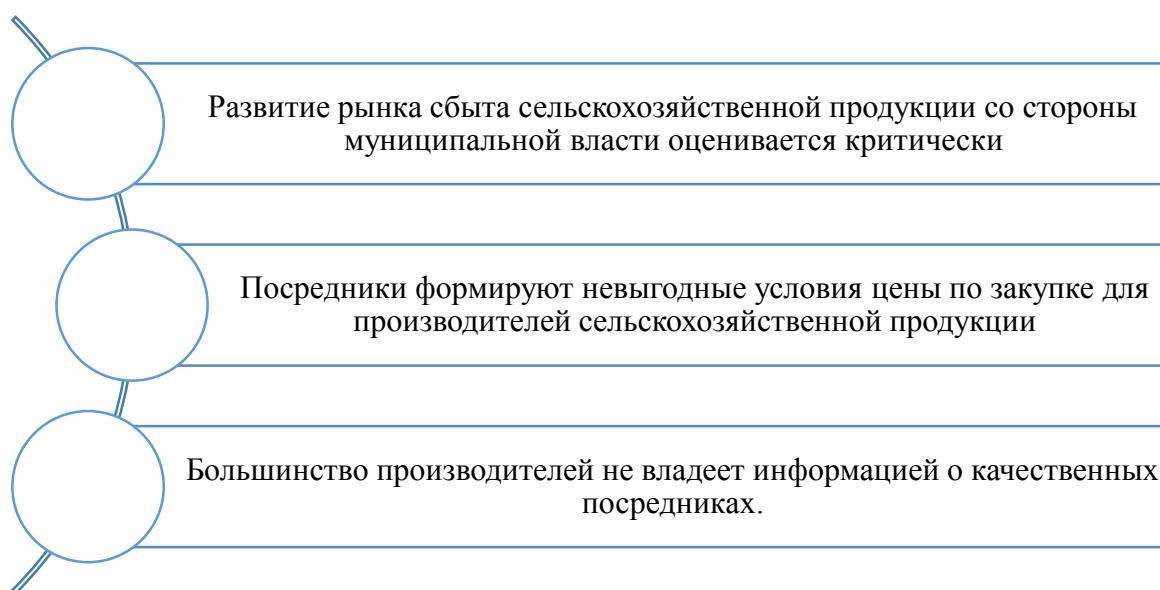 Развитие рынка сбыта сельскохозяйственной продукции со стороны
муниципальной власти оценивается критически
Посредники формируют невыгодные условия цены по закупке для
производителей сельскохозяйственной продукции
Большинство производителей не владеет информацией о качественных
посредниках.